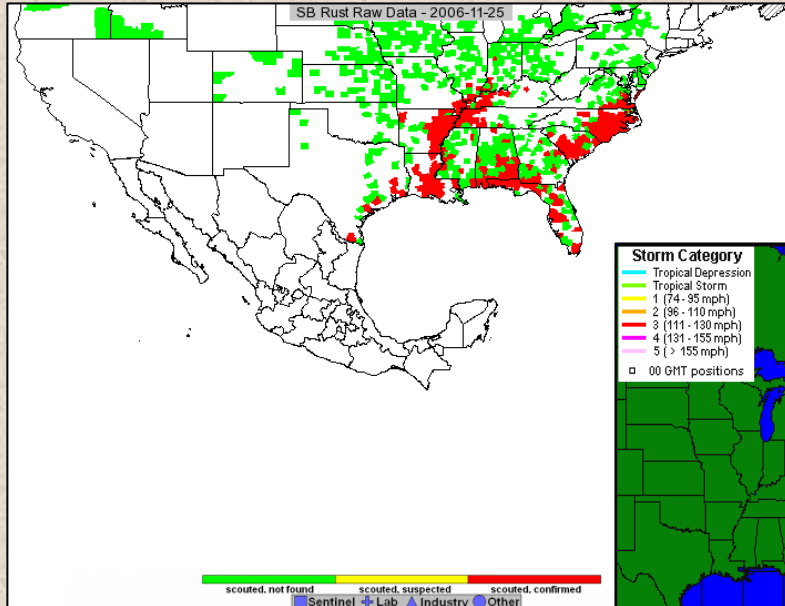 SB Rust Raw Data - 2006-11-25
Storm Category
Tropical Depression
Tropical Storm
1 (74 - 95 mph)
2 (96 - 110 mph)
3 (111 - 130 mph)
4 (131 - 155 mph)
5 ( > 155 mph)
00 GMT positions
scouted, not found scouted, suspected scouted, confirmed
Sentinel Lab Industry Other